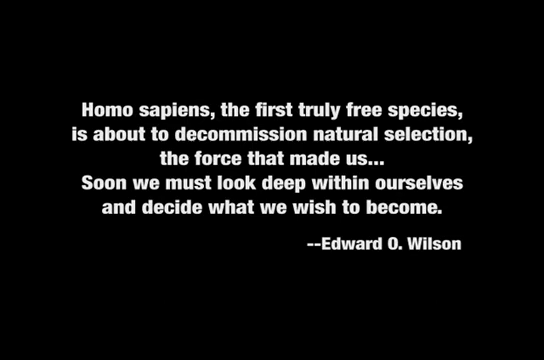 Homo sapiens, the first truly free species,
is about to decommission natural selection,
the force that made us...
Soon we must look deep within ourselves
and decide what we wish to become.
--Edward O. Wilson